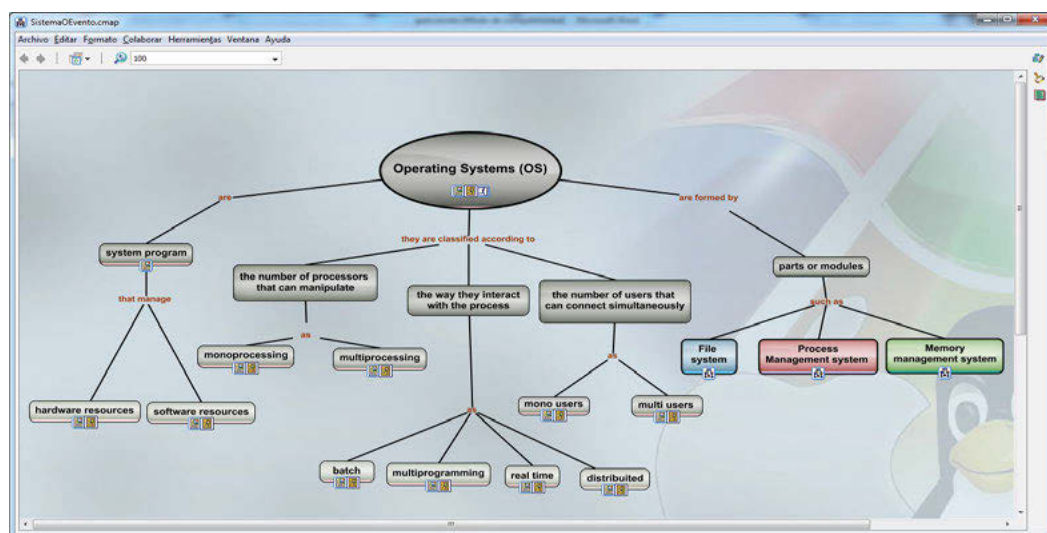 SistemaOEvento.cmap
Archivo Editar Formato Colaborar Herramientas Ventana Ayuda
100
Operating Systems (OS)
are
they are classified according to
are formed by
system program
that manage
hardware resources
software resources
the number of processors
that can manipulate
as
monoprocessing
multiprocessing
the way they interact
with the process
as
batch
multiprogramming
real time
distribuited
the number of users that
can connect simultaneously
as
mono users
multi users
parts or modules
such as
File
system
Process
Management system
Memory
management system